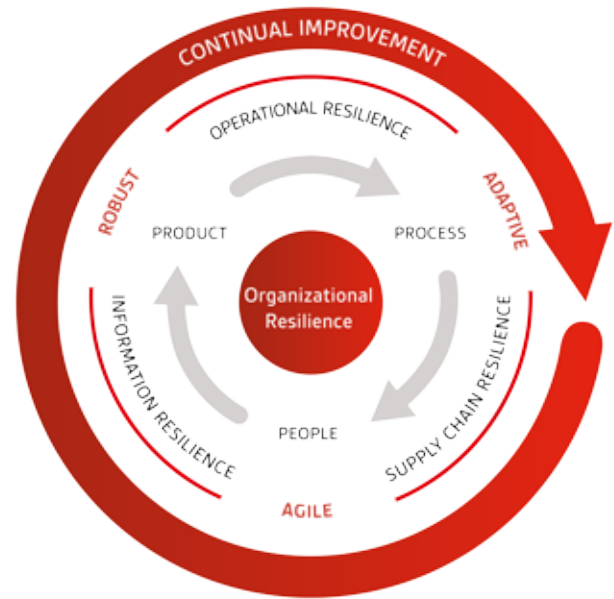 CONTINUAL IMPROVEMENT
OPERATIONAL RESILIENCE
ROBUST
ADAPTIVE
PRODUCT
PROCESS
Organizational
Resilience
INFORMATION RESILIENCE
SUPPLY CHAIN RESILIENCE
PEOPLE
AGILE